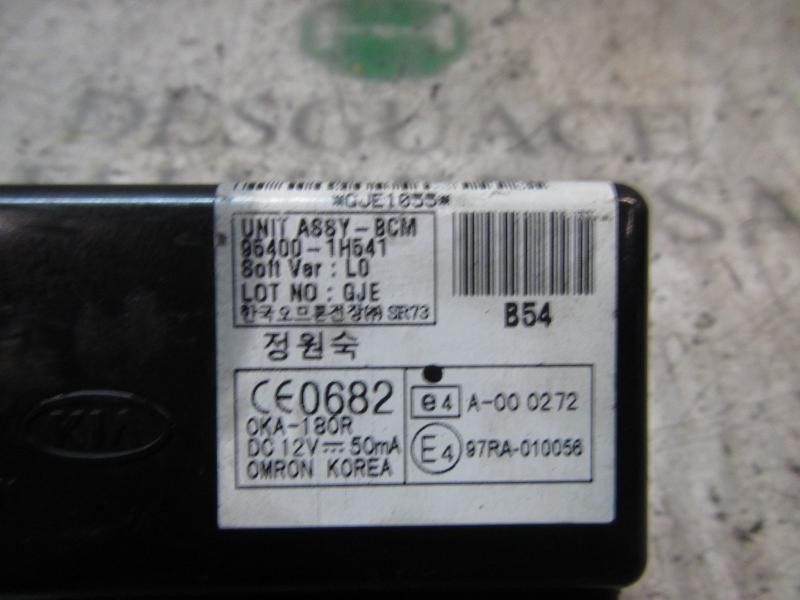 DESGUACE
*GJE1055*
UNIT ASSY-BCM
95400-1H541
Soft Ver : L0
LOT NO : GJE
한국오므론전장㈜ SR73
B54
정원숙
CE0682
OKA-180R
DC 12V 50mA
OMRON KOREA
e4 A-00 0272
E4 97RA-010056
KIA